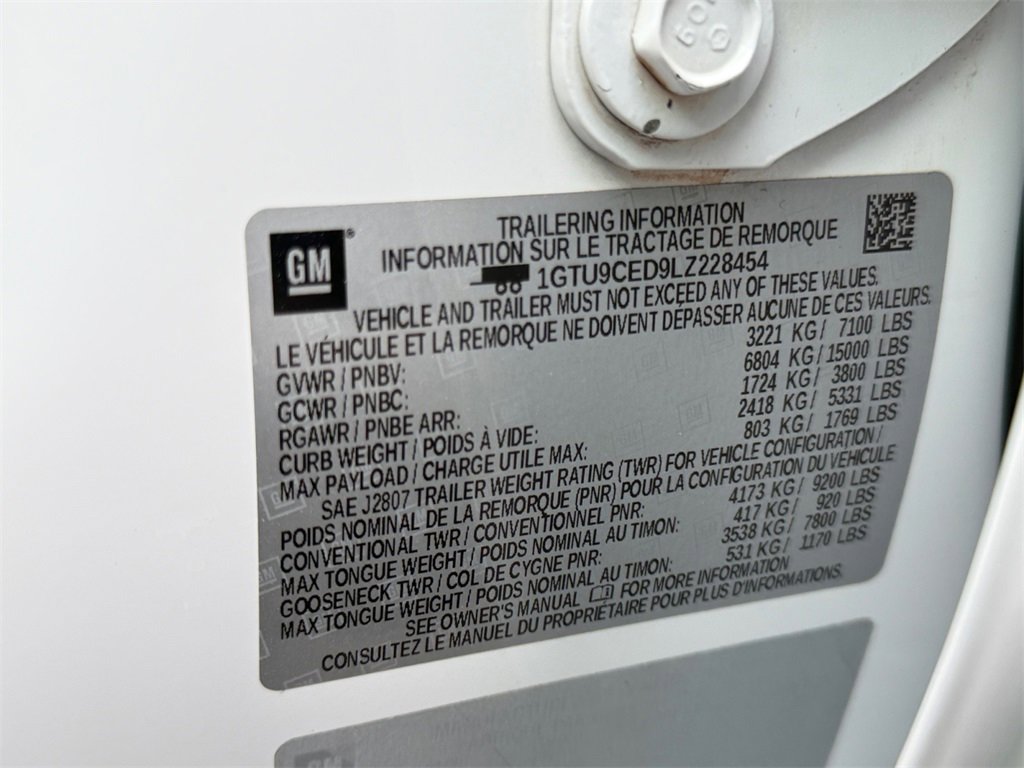 60
GM®
TRAILERING INFORMATION
INFORMATION SUR LE TRACTAGE DE REMORQUE
1GTU9CED9LZ228454
VEHICLE AND TRAILER MUST NOT EXCEED ANY OF THESE VALUES.
LE VÉHICULE ET LA REMORQUE NE DOIVENT DÉPASSER AUCUNE DE CES VALEURS.
GVWR / PNBV: 3221 KG/ 7100 LBS
GCWR / PNBC: 6804 KG/15000 LBS
RGAWR / PNBE ARR: 1724 KG/ 3800 LBS
CURB WEIGHT / POIDS À VIDE: 2418 KG/ 5331 LBS
MAX PAYLOAD / CHARGE UTILE MAX: 803 KG/ 1769 LBS
SAE J2807 TRAILER WEIGHT RATING (TWR) FOR VEHICLE CONFIGURATION /
POIDS NOMINAL DE LA REMORQUE (PNR) POUR LA CONFIGURATION DU VEHICULE
CONVENTIONAL TWR / CONVENTIONNEL PNR: 4173 KG/ 9200 LBS
MAX TONGUE WEIGHT / POIDS NOMINAL AU TIMON: 417 KG/ 920 LBS
GOOSENECK TWR / COL DE CYGNE PNR: 3538 KG/ 7800 LBS
MAX TONGUE WEIGHT / POIDS NOMINAL AU TIMON: 531 KG/ 1170 LBS
SEE OWNER'S MANUAL FOR MORE INFORMATION
CONSULTEZ LE MANUEL DU PROPRIÉTAIRE POUR PLUS D'INFORMATIONS.
GM